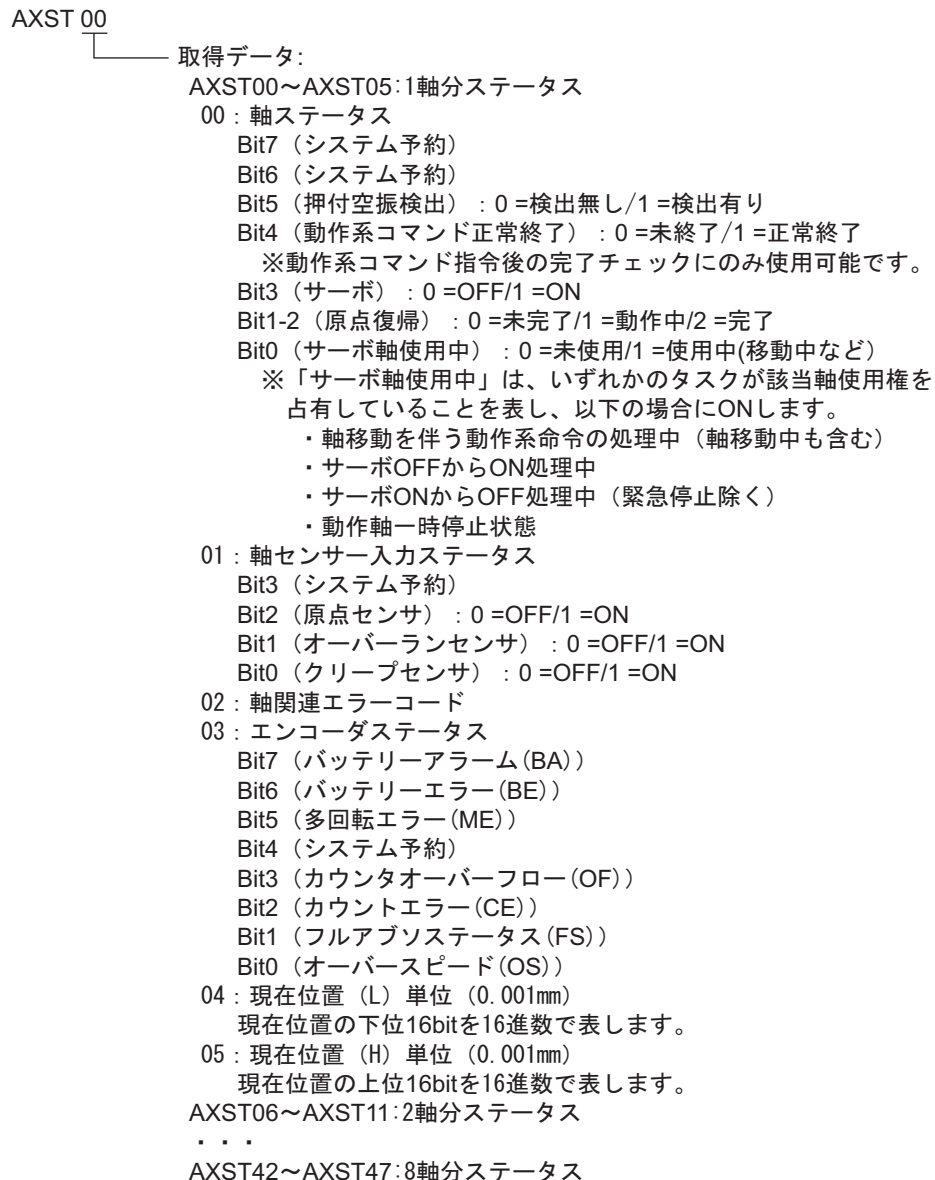 AXST 00
取得データ:
AXST00～AXST05:1軸分ステータス
00：軸ステータス
Bit7（システム予約）
Bit6（システム予約）
Bit5（押付空振検出）：0 =検出無し/1 =検出有り
Bit4（動作系コマンド正常終了）：0 =未終了/1 =正常終了
※動作系コマンド指令後の完了チェックにのみ使用可能です。
Bit3（サーボ）：0 =OFF/1 =ON
Bit1-2（原点復帰）：0 =未完了/1 =動作中/2 =完了
Bit0（サーボ軸使用中）：0 =未使用/1 =使用中(移動中など）
※「サーボ軸使用中」は、いずれかのタスクが該当軸使用権を
占有していることを表し、以下の場合にONします。
・軸移動を伴う動作系命令の処理中（軸移動中も含む）
・サーボOFFからON処理中
・サーボONからOFF処理中（緊急停止除く）
・動作軸一時停止状態
01：軸センサー入力ステータス
Bit3（システム予約）
Bit2（原点センサ）：0 =OFF/1 =ON
Bit1（オーバーランセンサ）：0 =OFF/1 =ON
Bit0（クリープセンサ）：0 =OFF/1 =ON
02：軸関連エラーコード
03：エンコーダステータス
Bit7（バッテリーアラーム(BA)）
Bit6（バッテリーエラー(BE)）
Bit5（多回転エラー(ME)）
Bit4（システム予約）
Bit3（カウンタオーバーフロー(OF)）
Bit2（カウントエラー(CE)）
Bit1（フルアブソステータス(FS)）
Bit0（オーバースピード(OS)）
04：現在位置（L）単位（0.001㎜）
現在位置の下位16bitを16進数で表します。
05：現在位置（H）単位（0.001㎜）
現在位置の上位16bitを16進数で表します。
AXST06～AXST11:2軸分ステータス
・・・
AXST42～AXST47:8軸分ステータス